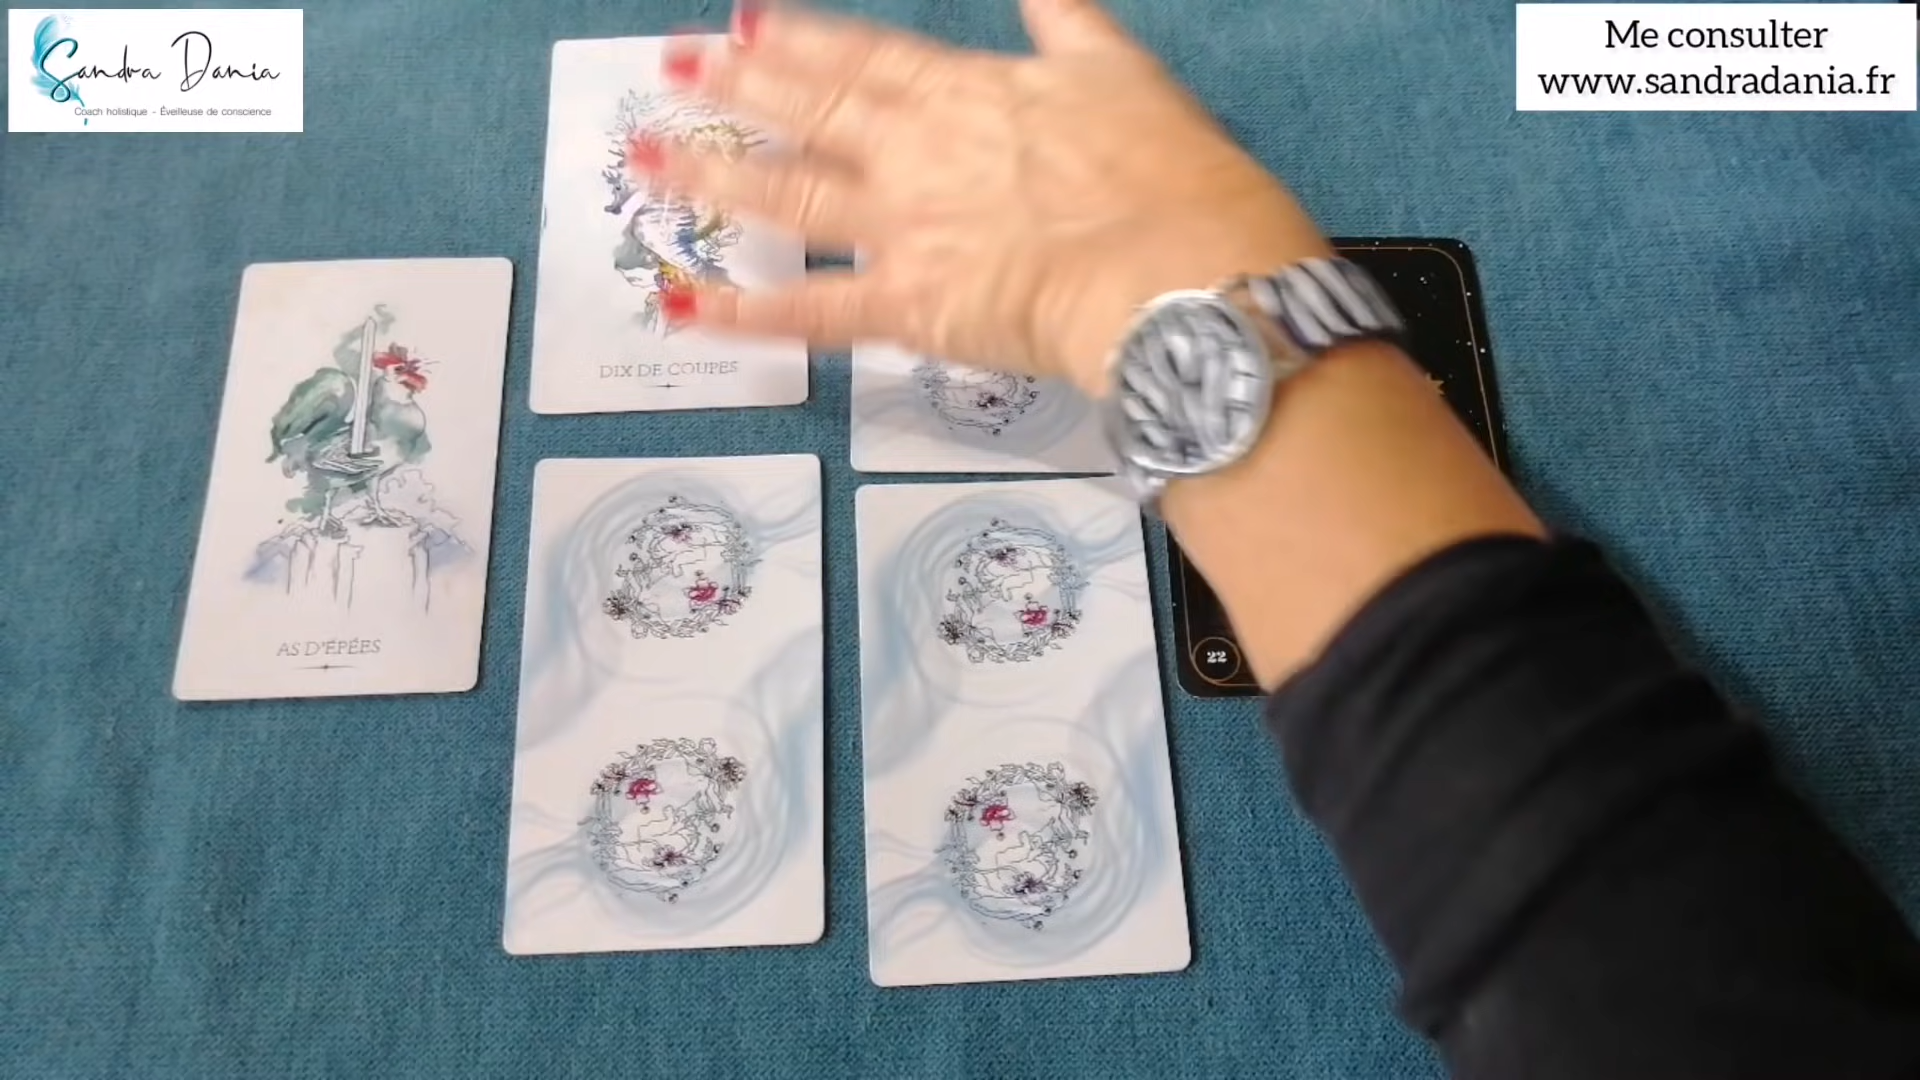 Sandra Dania
Coach holistique - Éveilleuse de conscience
Me consulter
www.sandradania.fr
DIX DE COUPES
AS D'ÉPÉES
22